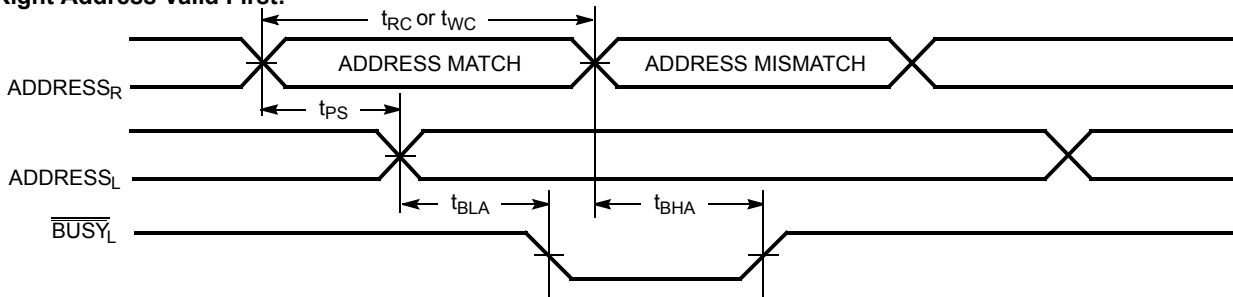 Right Address Valid First:
tRC or tWC
ADDRESSR
ADDRESS MATCH
ADDRESS MISMATCH
tPS
ADDRESSL
tBLA
tBHA
BUSYL